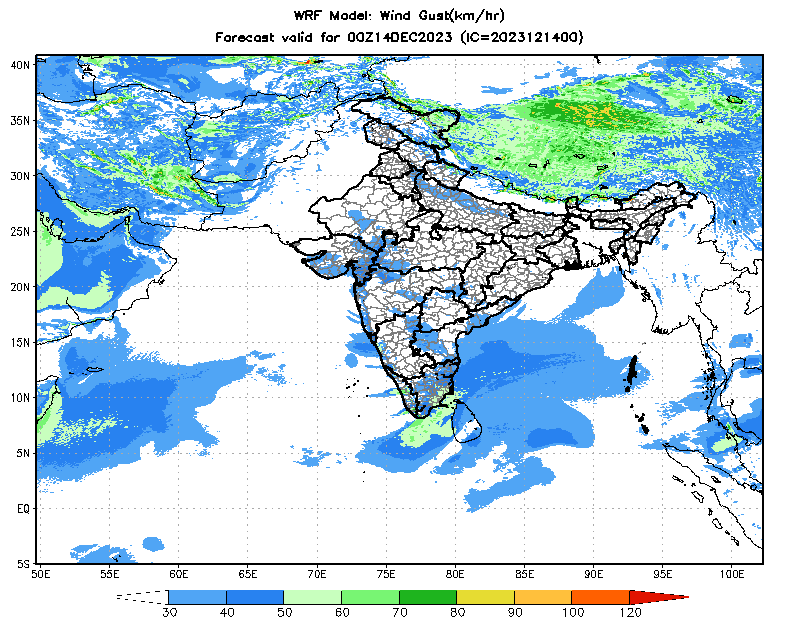 WRF Model: Wind Gust(km/hr)
Forecast valid for 00Z14DEC2023 (IC=2023121400)
40N
35N
30N
25N
20N
15N
10N
5N
EQ
5S
50E 55E 60E 65E 70E 75E 80E 85E 90E 95E 100E
30 40 50 60 70 80 90 100 120